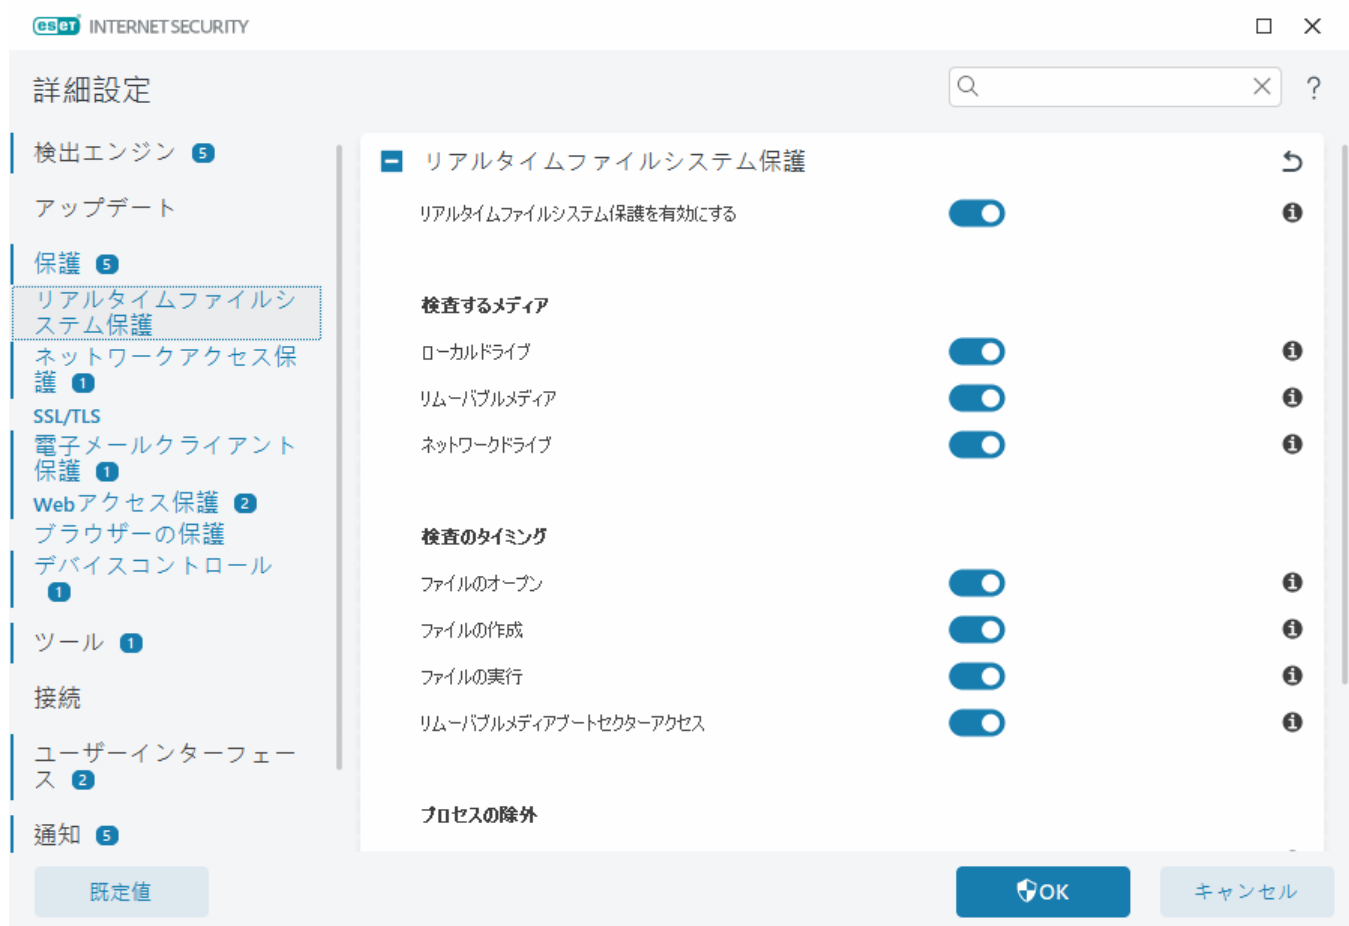 eset INTERNET SECURITY
詳細設定
?
検出エンジン 5
アップデート
保護 5
リアルタイムファイルシ
ステム保護
ネットワークアクセス保
護 1
SSL/TLS
電子メールクライアント
保護 1
Webアクセス保護 2
ブラウザーの保護
デバイスコントロール
1
ツール 1
接続
ユーザーインターフェー
ス 2
通知 5
リアルタイムファイルシステム保護
リアルタイムファイルシステム保護を有効にする
検査するメディア
ローカルドライブ
リムーバブルメディア
ネットワークドライブ
検査のタイミング
ファイルのオープン
ファイルの作成
ファイルの実行
リムーバブルメディアブートセクターアクセス
プロセスの除外
既定値
OK
キャンセル